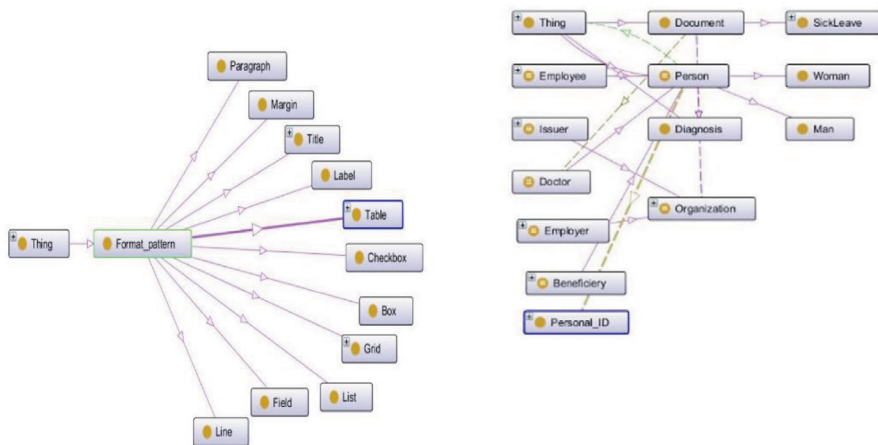 Paragraph
Margin
Title
Label
Table
Thing
Format_pattern
Checkbox
Box
Grid
List
Field
Line
Thing
Document
SickLeave
Employee
Person
Woman
Issuer
Diagnosis
Man
Doctor
Organization
Employer
Beneficiery
Personal_ID